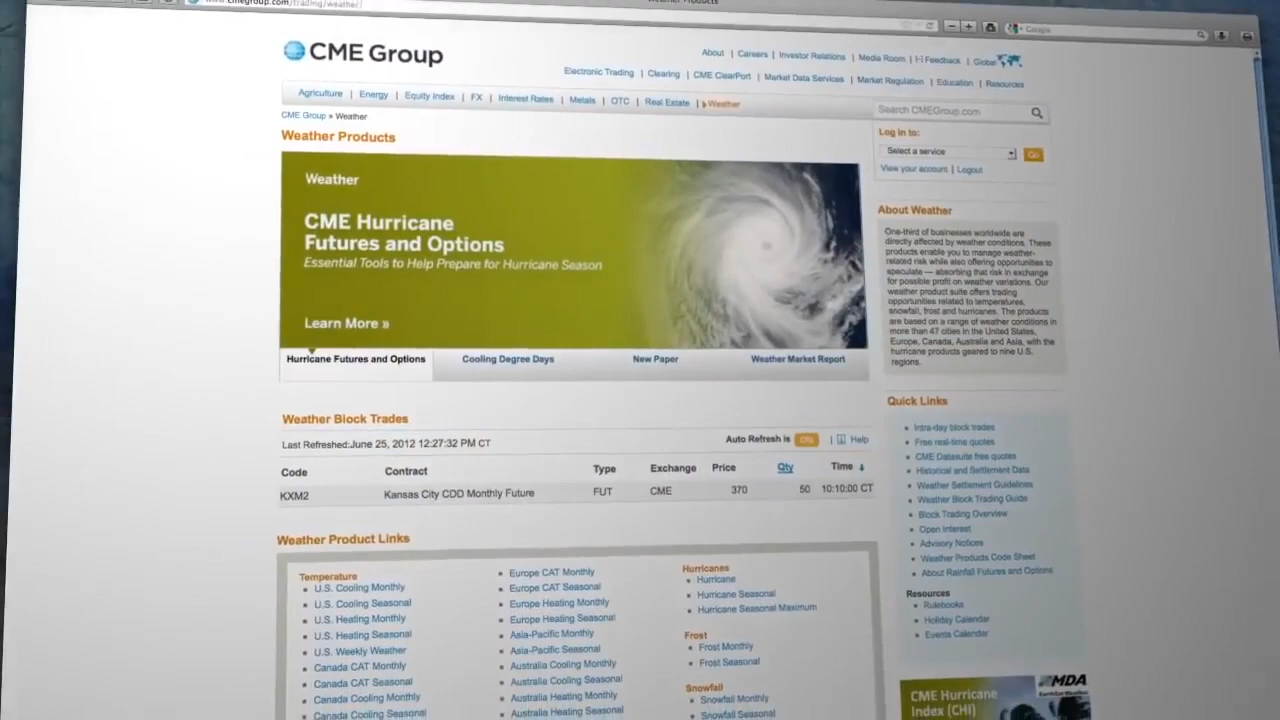 www.cmegroup.com/trading/weather/
Weather Products
Google
CME Group
About | Careers | Investor Relations | Media Room | [+] Feedback | Global
Electronic Trading | Clearing | CME ClearPort | Market Data Services | Market Regulation | Education | Resources
Agriculture | Energy | Equity Index | FX | Interest Rates | Metals | OTC | Real Estate | Weather
Search CMEGroup.com
CME Group » Weather
Weather Products
Log in to:
Select a service
Go
View your account | Logout
Weather
CME Hurricane
Futures and Options
Essential Tools to Help Prepare for Hurricane Season
Learn More »
Hurricane Futures and Options
Cooling Degree Days
New Paper
Weather Market Report
About Weather
One-third of businesses worldwide are
directly affected by weather conditions. These
products enable you to manage weather-
related risk while also offering opportunities to
speculate — absorbing that risk in exchange
for possible profit on weather variations. Our
weather product suite offers trading
opportunities related to temperatures,
snowfall, frost and hurricanes. The products
are based on a range of weather conditions in
more than 47 cities in the United States,
Europe, Canada, Australia and Asia, with the
hurricane products geared to nine U.S.
regions.
Weather Block Trades
Last Refreshed:June 25, 2012 12:27:32 PM CT
Auto Refresh is
| Help
Code Contract Type Exchange Price Qty Time
KXM2 Kansas City CDD Monthly Future FUT CME 370 50 10:10:00 CT
Quick Links
Intra-day block trades
Free real-time quotes
CME Datasuite free quotes
Historical and Settlement Data
Weather Settlement Guidelines
Weather Block Trading Guide
Block Trading Overview
Open Interest
Advisory Notices
Weather Products Code Sheet
About Rainfall Futures and Options
Resources
Rulebooks
Holiday Calendar
Events Calendar
Weather Product Links
Temperature
U.S. Cooling Monthly
U.S. Cooling Seasonal
U.S. Heating Monthly
U.S. Heating Seasonal
U.S. Weekly Weather
Canada CAT Monthly
Canada CAT Seasonal
Canada Cooling Monthly
Canada Cooling Seasonal
Europe CAT Monthly
Europe CAT Seasonal
Europe Heating Monthly
Europe Heating Seasonal
Asia-Pacific Monthly
Asia-Pacific Seasonal
Australia Cooling Monthly
Australia Cooling Seasonal
Australia Heating Monthly
Australia Heating Seasonal
Hurricanes
Hurricane
Hurricane Seasonal
Hurricane Seasonal Maximum
Frost
Frost Monthly
Frost Seasonal
Snowfall
Snowfall Monthly
Snowfall Seasonal
CME Hurricane
Index (CHI)
MDA
EarthSat Weather